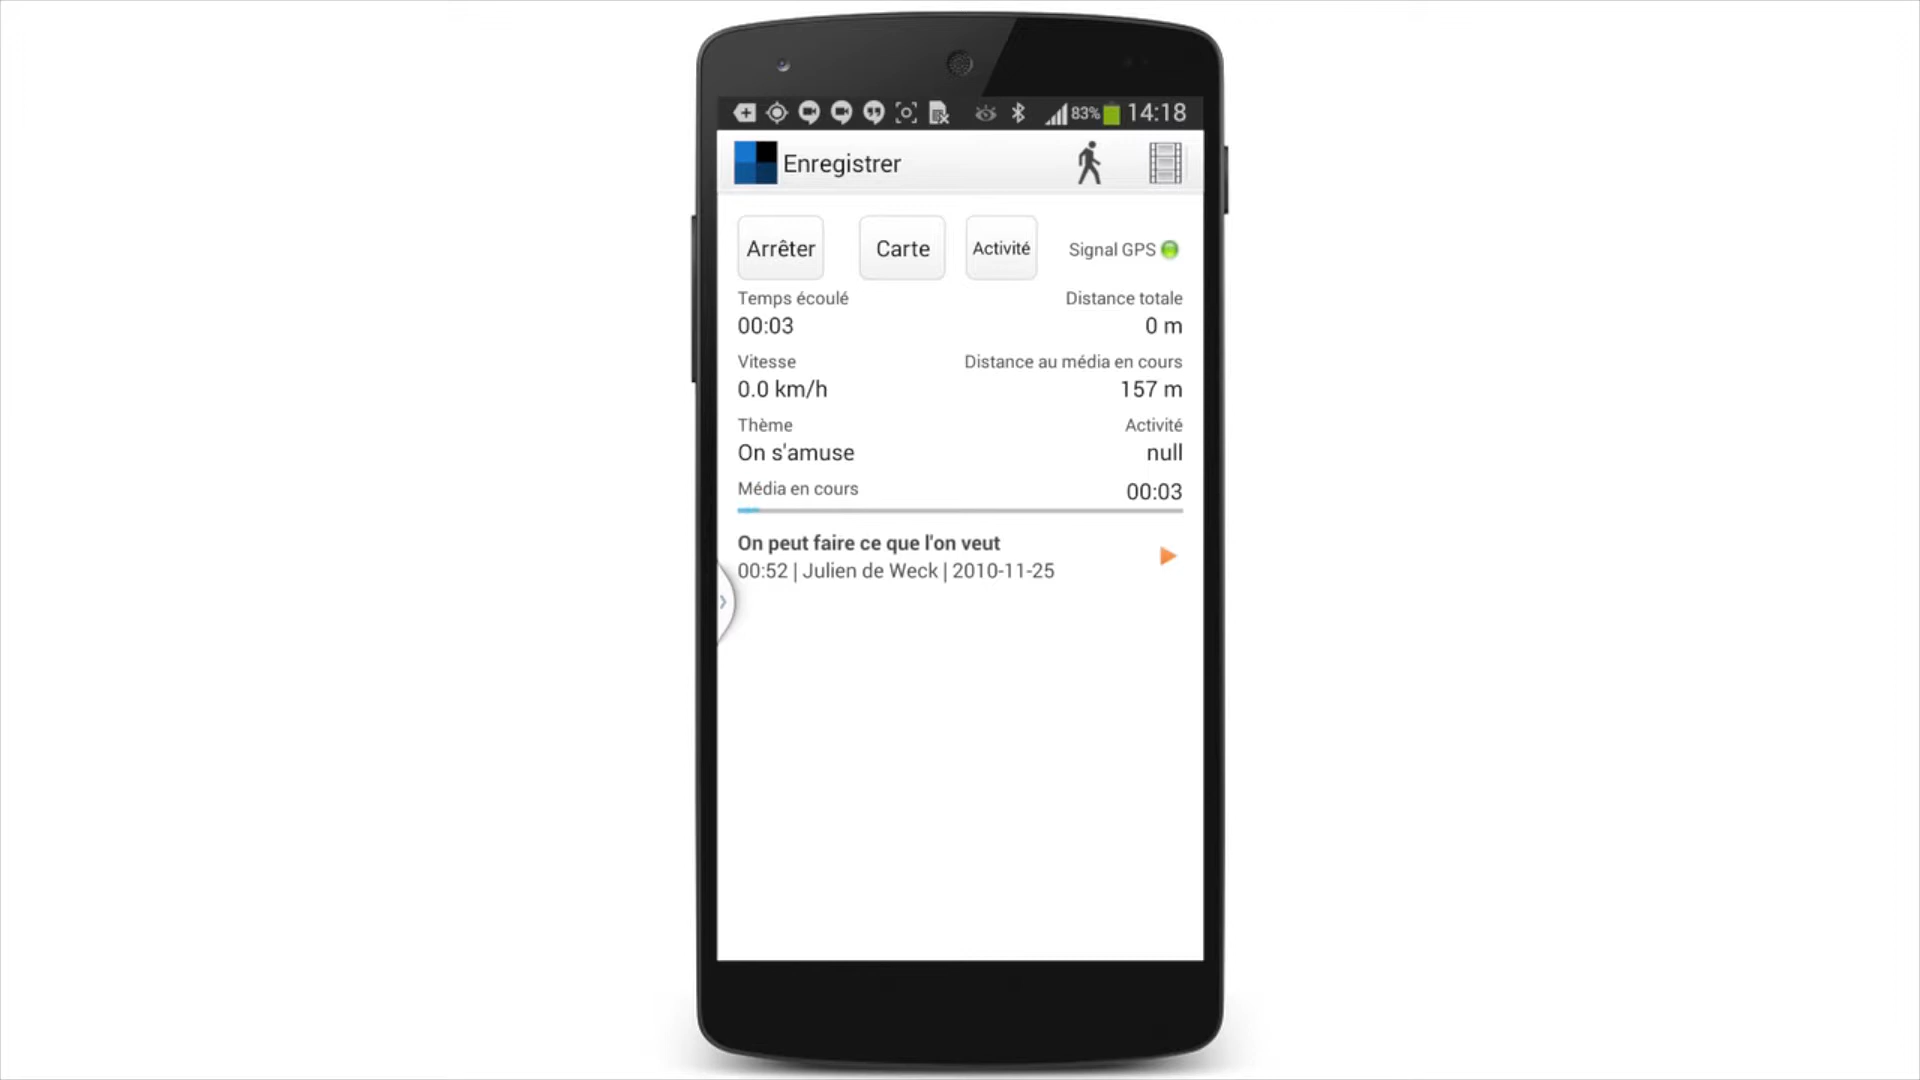 83% 14:18
Enregistrer
Arrêter Carte Activité Signal GPS
Temps écoulé Distance totale
00:03 0 m
Vitesse Distance au média en cours
0.0 km/h 157 m
Thème Activité
On s'amuse null
Média en cours 00:03
On peut faire ce que l'on veut
00:52 | Julien de Weck | 2010-11-25